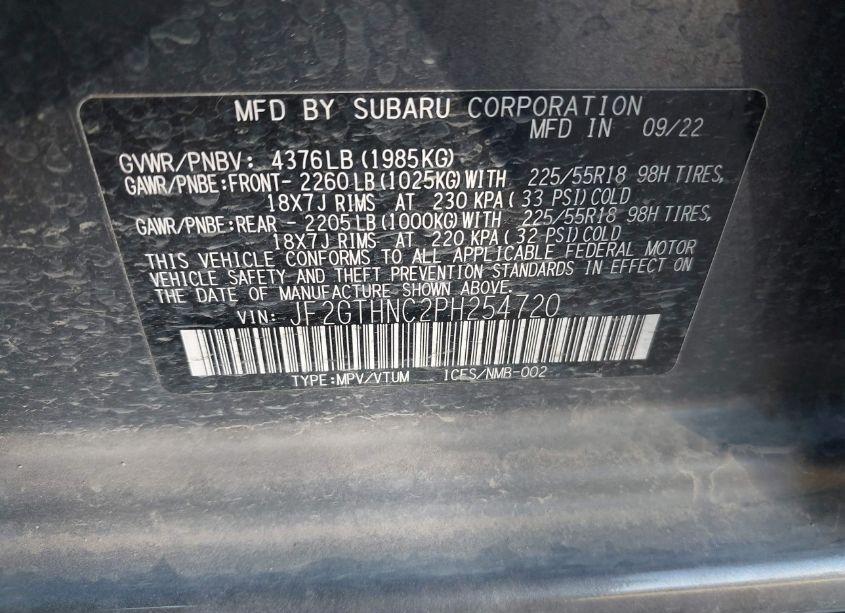 MFD BY SUBARU CORPORATION
MFD IN 09/22
GVWR/PNBV: 4376LB (1985KG)
GAWR/PNBE:FRONT- 2260 LB (1025KG) WITH 225/55R18 98H TIRES,
18X7J RIMS AT 230 KPA ( 33 PSI) COLD
GAWR/PNBE:REAR - 2205 LB (1000KG) WITH 225/55R18 98H TIRES,
18X7J RIMS AT 220 KPA ( 32 PSI) COLD
THIS VEHICLE CONFORMS TO ALL APPLICABLE FEDERAL MOTOR
VEHICLE SAFETY AND THEFT PREVENTION STANDARDS IN EFFECT ON
THE DATE OF MANUFACTURE SHOWN ABOVE.
VIN: JF2GTHNC2PH254720
TYPE:MPV/VTUM ICES/NMB-002